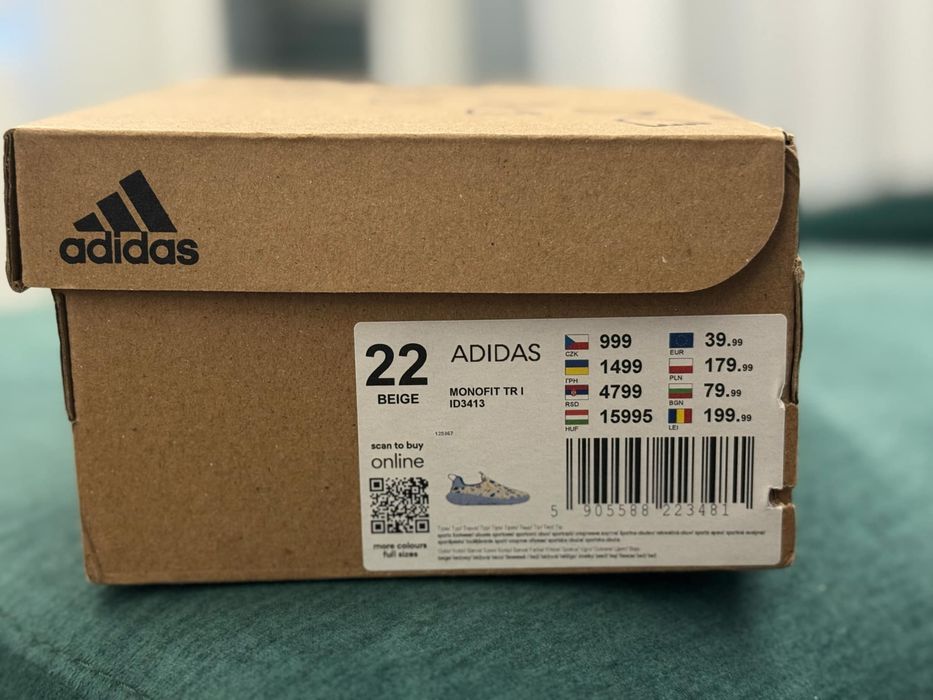 adidas
22
BEIGE
ADIDAS
MONOFIT TR I
ID3413
999
CZK
1499
ГРН
4799
RSD
15995
HUF
39.99
EUR
179.99
PLN
79.99
BGN
199.99
LEI
scan to buy
online
more colours
full sizes
5 905588 223481